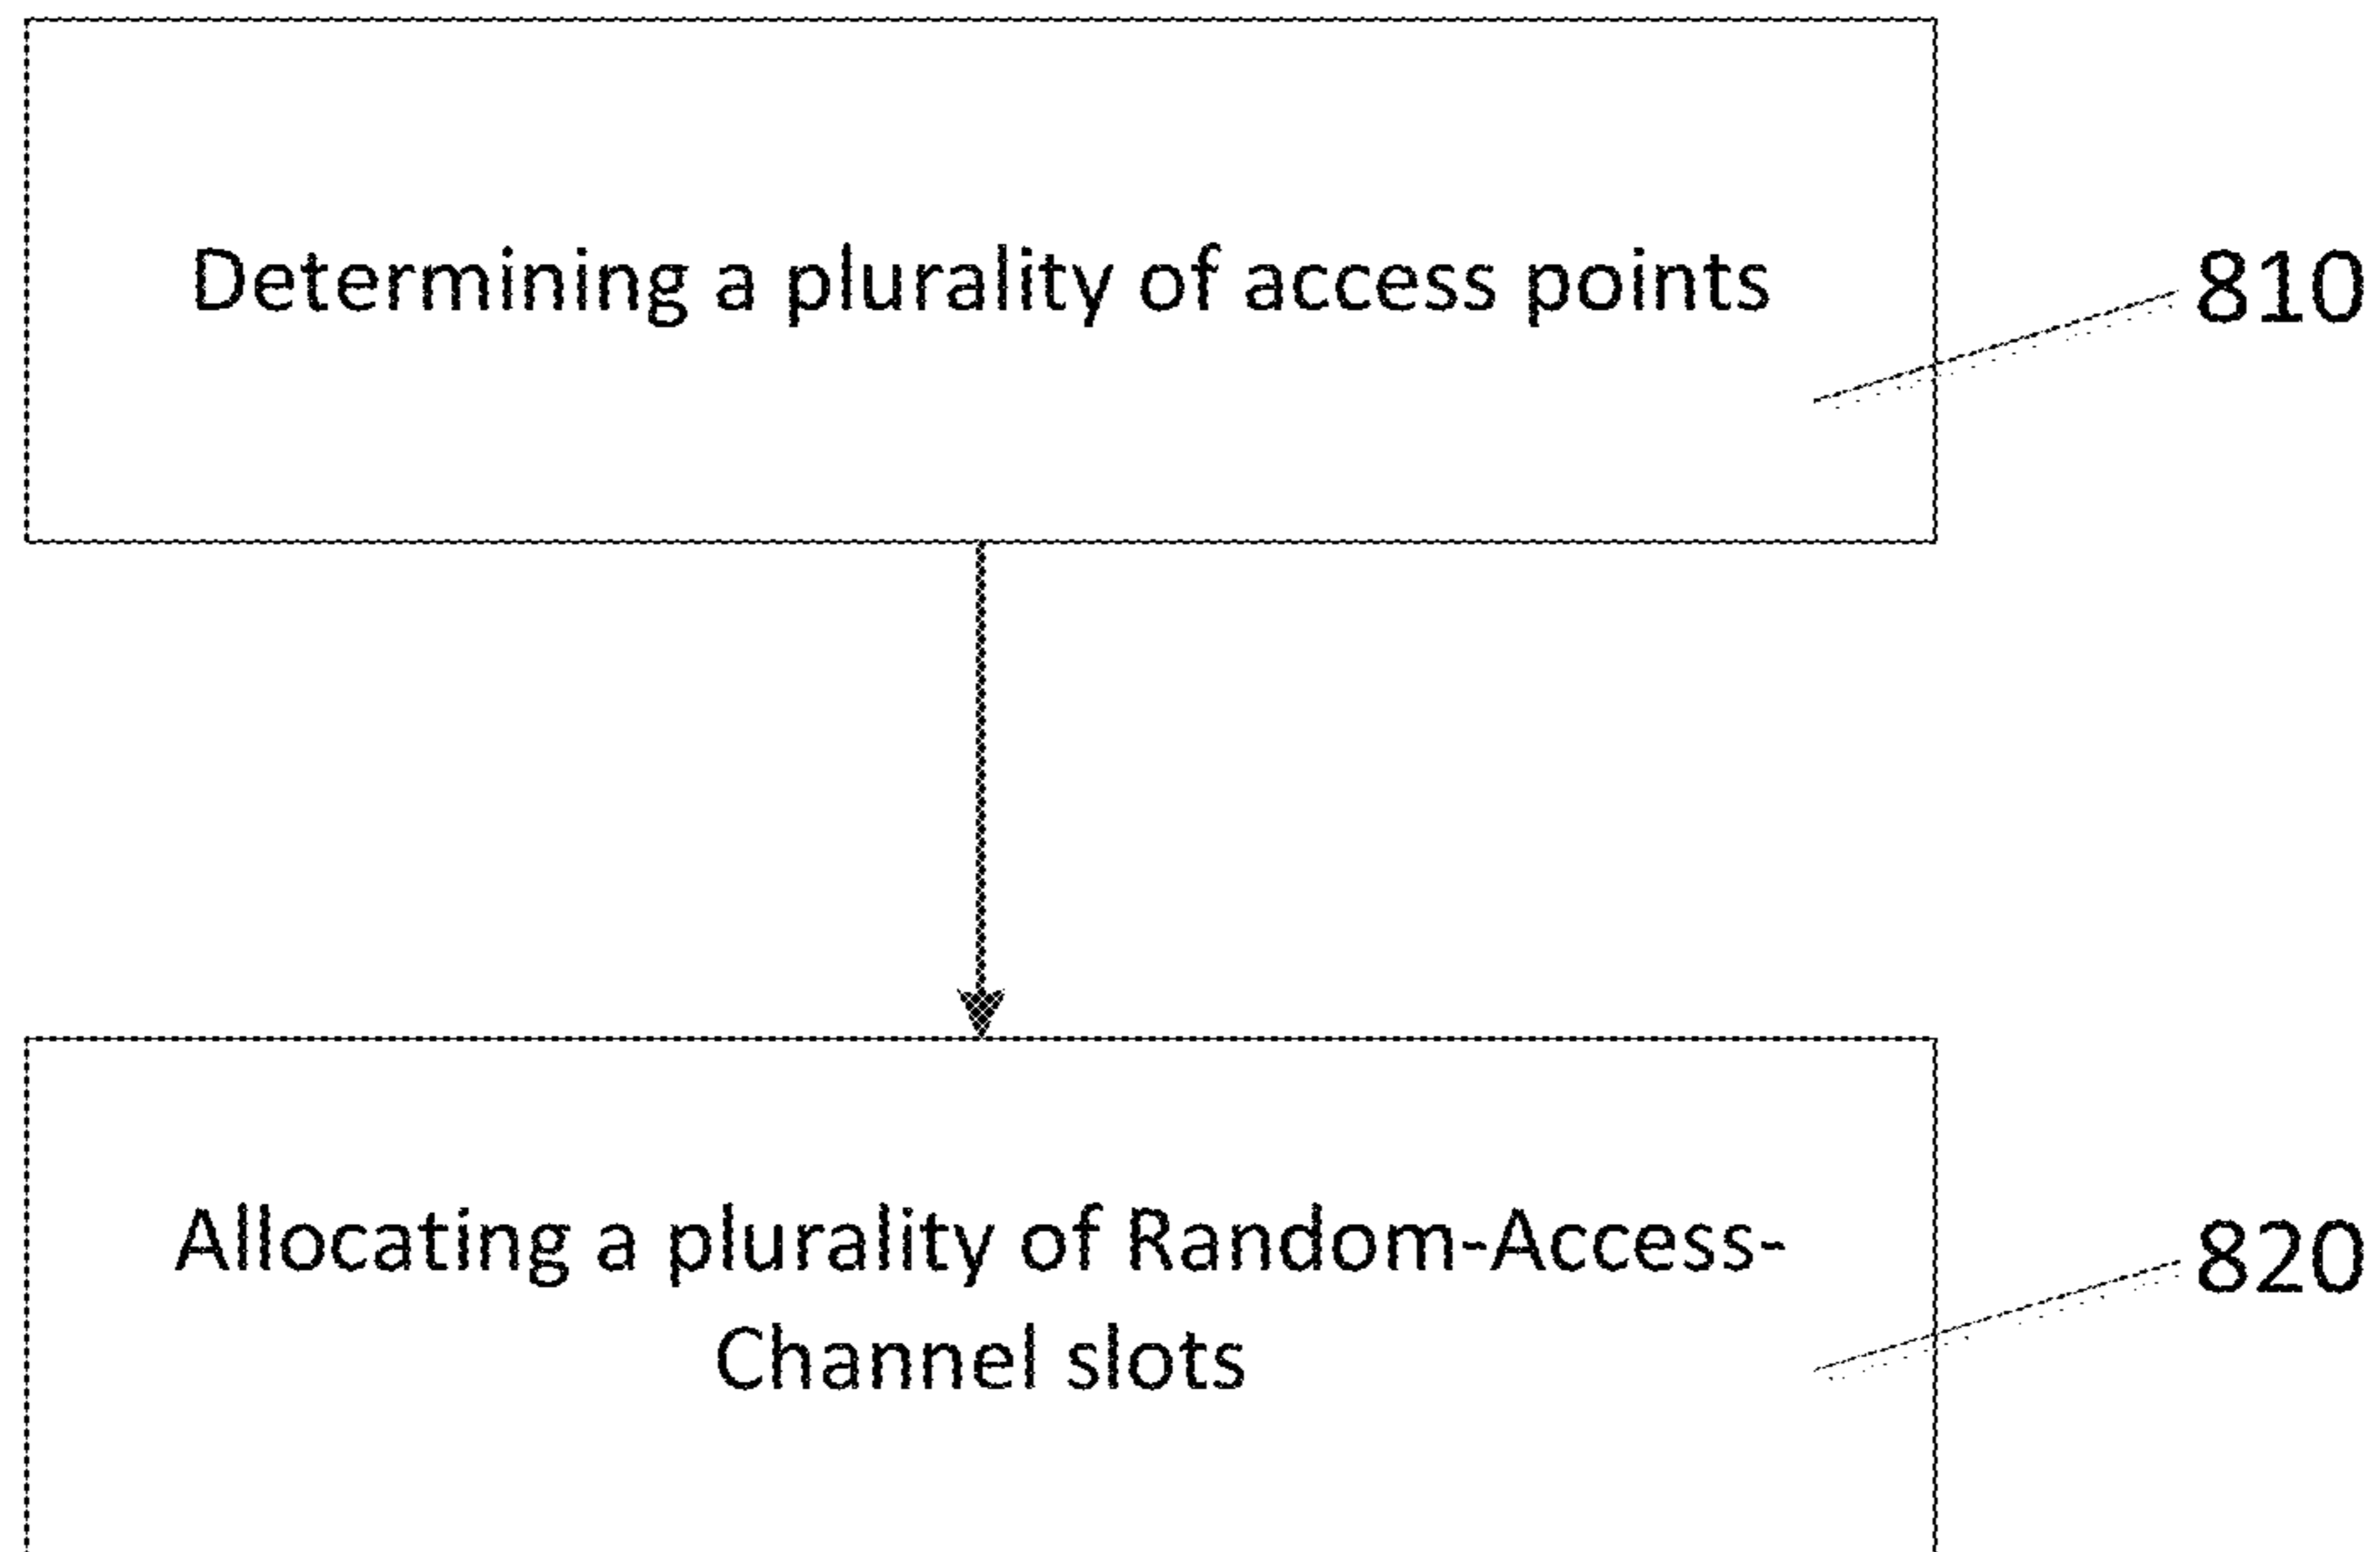 Determining a plurality of access points
810
Allocating a plurality of Random-Access-
Channel slots
820